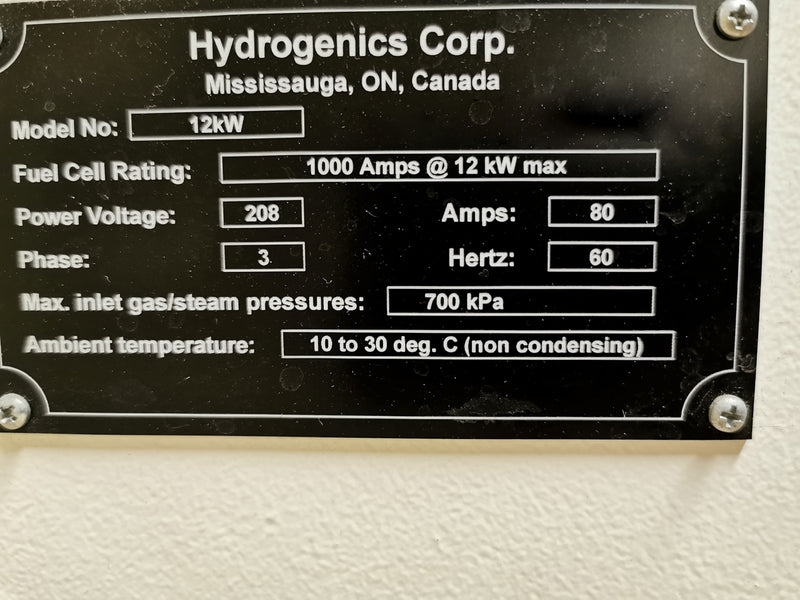 Hydrogenics Corp.
Mississauga, ON, Canada
Model No: 12kW
Fuel Cell Rating: 1000 Amps @ 12 kW max
Power Voltage: 208 Amps: 80
Phase: 3 Hertz: 60
Max. inlet gas/steam pressures: 700 kPa
Ambient temperature: 10 to 30 deg. C (non condensing)